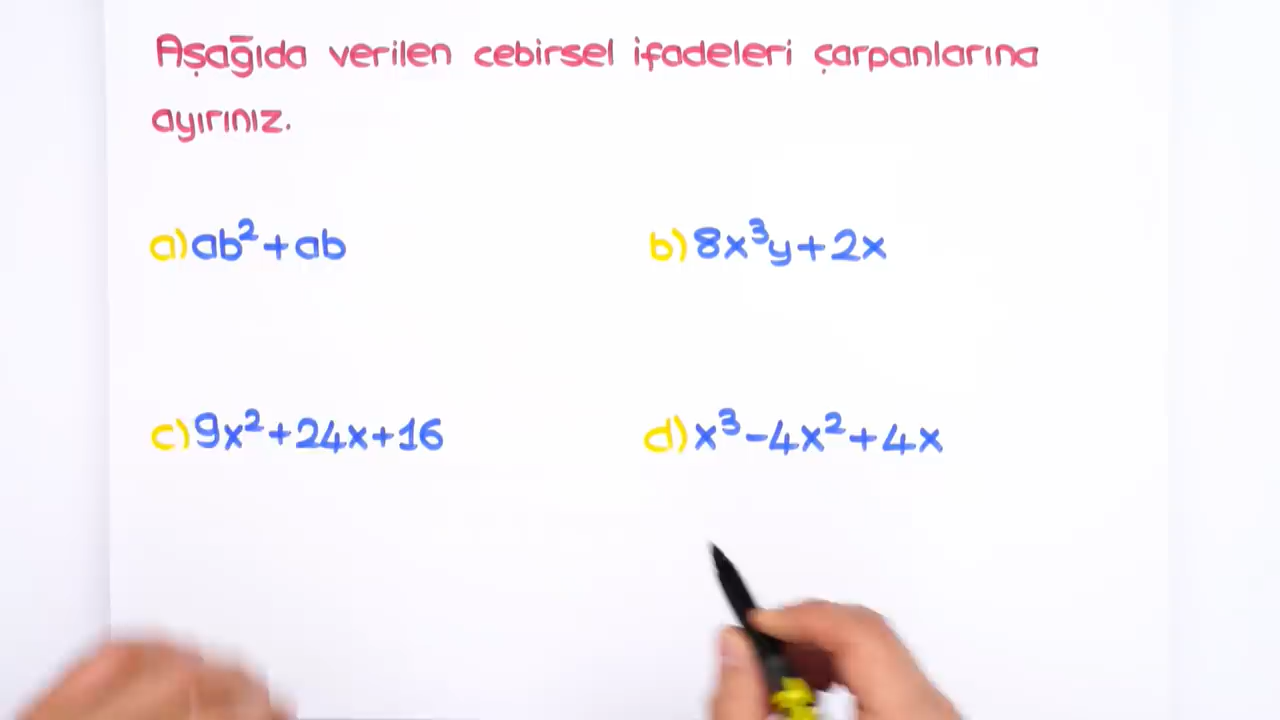 Aşağıda verilen cebirsel ifadeleri çarpanlarına
ayırınız.
a) ab² + ab
b) 8x³y + 2x
c) 9x² + 24x + 16
d) x³ - 4x² + 4x